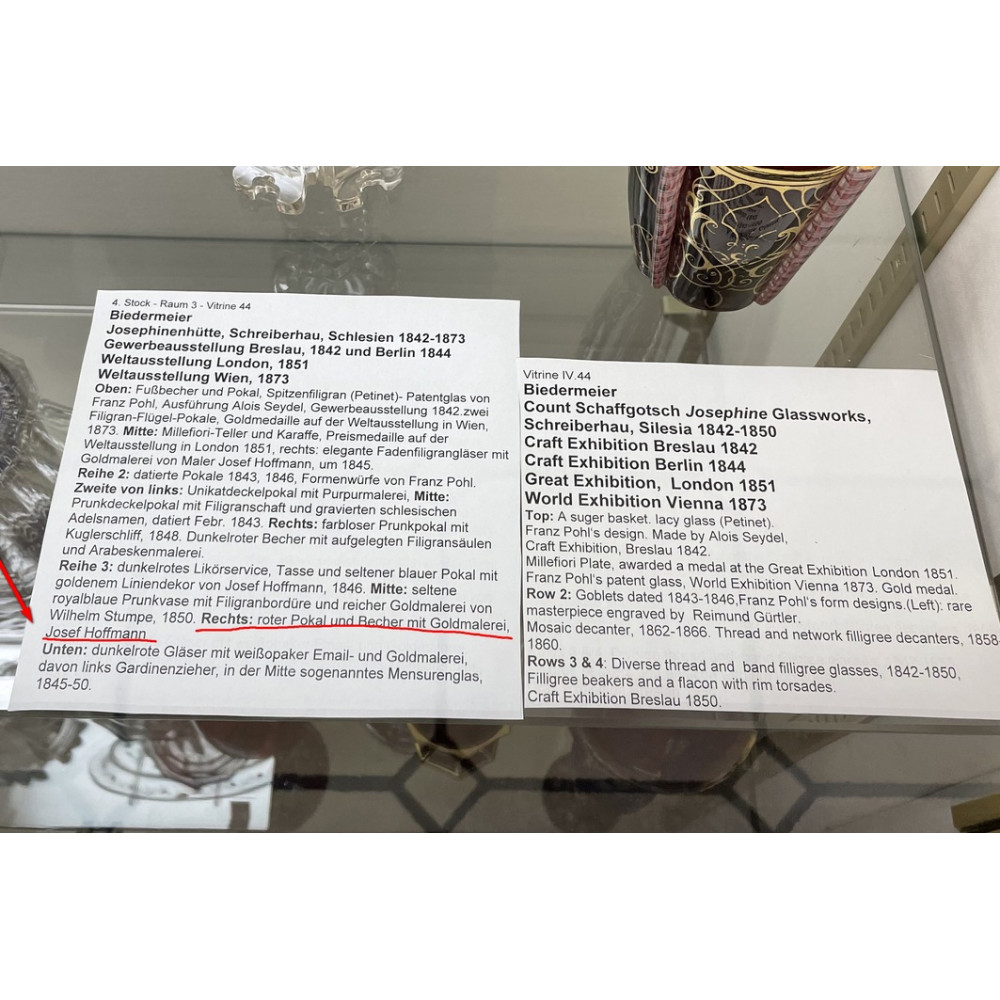 4. Stock - Raum 3 - Vitrine 44
Biedermeier
Josephinenhütte, Schreiberhau, Schlesien 1842-1873
Gewerbeausstellung Breslau, 1842 und Berlin 1844
Weltausstellung London, 1851
Weltausstellung Wien, 1873
Oben: Fußbecher und Pokal, Spitzenfiligran (Petinet)- Patentglas von
Franz Pohl, Ausführung Alois Seydel, Gewerbeausstellung 1842.zwei
Filigran-Flügel-Pokale, Goldmedaille auf der Weltausstellung in Wien,
1873. Mitte: Millefiori-Teller und Karaffe, Preismedaille auf der
Weltausstellung in London 1851, rechts: elegante Fadenfiligrangläser mit
Goldmalerei von Maler Josef Hoffmann, um 1845.
Reihe 2: datierte Pokale 1843, 1846, Formenwürfe von Franz Pohl.
Zweite von links: Unikatdeckelpokal mit Purpurmalerei, Mitte:
Prunkdeckelpokal mit Filigranschaft und gravierten schlesischen
Adelsnamen, datiert Febr. 1843. Rechts: farbloser Prunkpokal mit
Kuglerschliff, 1848. Dunkelroter Becher mit aufgelegten Filigransäulen
und Arabeskenmalerei.
Reihe 3: dunkelrotes Likörservice, Tasse und seltener blauer Pokal mit
goldenem Liniendekor von Josef Hoffmann, 1846. Mitte: seltene
royalblaue Prunkvase mit Filigranbordüre und reicher Goldmalerei von
Wilhelm Stumpe, 1850. Rechts: roter Pokal und Becher mit Goldmalerei,
Josef Hoffmann
Unten: dunkelrote Gläser mit weißopaker Email- und Goldmalerei,
davon links Gardinenzieher, in der Mitte sogenanntes Mensurenglas,
1845-50.
Vitrine IV.44
Biedermeier
Count Schaffgotsch Josephine Glassworks,
Schreiberhau, Silesia 1842-1850
Craft Exhibition Breslau 1842
Craft Exhibition Berlin 1844
Great Exhibition, London 1851
World Exhibition Vienna 1873
Top: A suger basket. lacy glass (Petinet).
Franz Pohl's design. Made by Alois Seydel,
Craft Exhibition, Breslau 1842.
Millefiori Plate, awarded a medal at the Great Exhibition London 1851.
Franz Pohl's patent glass, World Exhibition Vienna 1873. Gold medal.
Row 2: Goblets dated 1843-1846,Franz Pohl's form designs.(Left): rare
masterpiece engraved by Reimund Gürtler.
Mosaic decanter, 1862-1866. Thread and network filligree decanters, 1858-
1860.
Rows 3 & 4: Diverse thread and band filligree glasses, 1842-1850,
Filligree beakers and a flacon with rim torsades.
Craft Exhibition Breslau 1850.